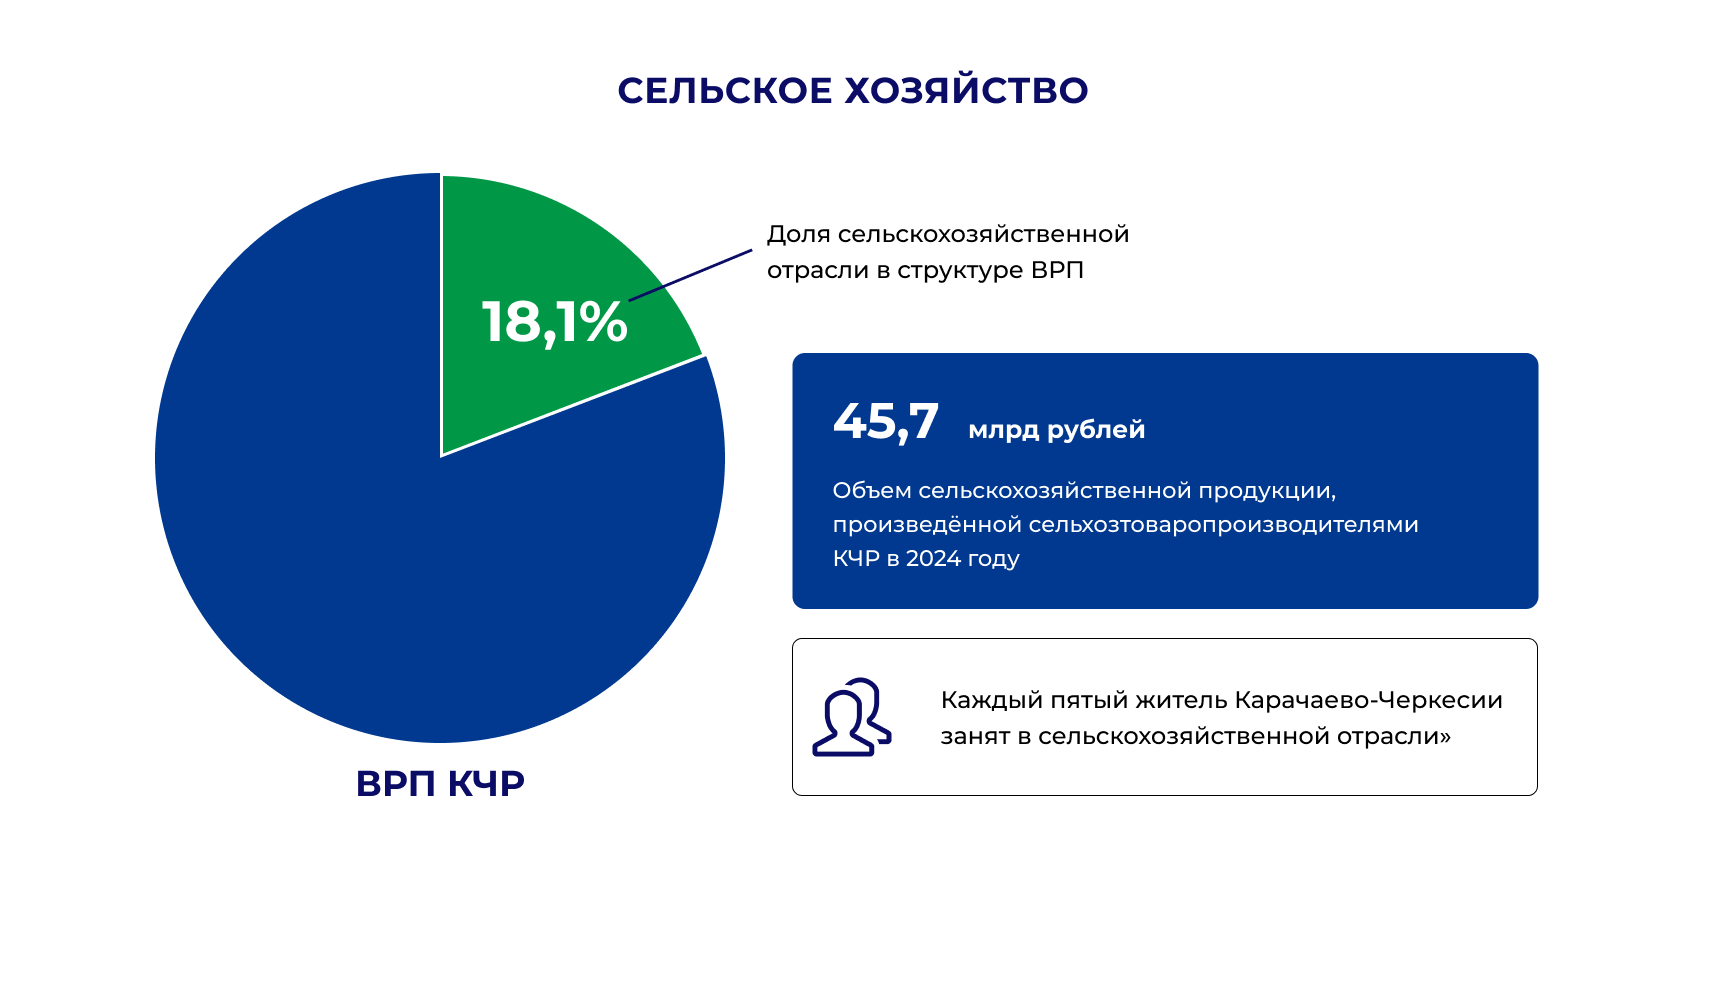 СЕЛЬСКОЕ ХОЗЯЙСТВО
18,1%
Доля сельскохозяйственной
отрасли в структуре ВРП
45,7 млрд рублей
Объем сельскохозяйственной продукции,
произведённой сельхозтоваропроизводителями
КЧР в 2024 году
Каждый пятый житель Карачаево-Черкесии
занят в сельскохозяйственной отрасли»
ВРП КЧР